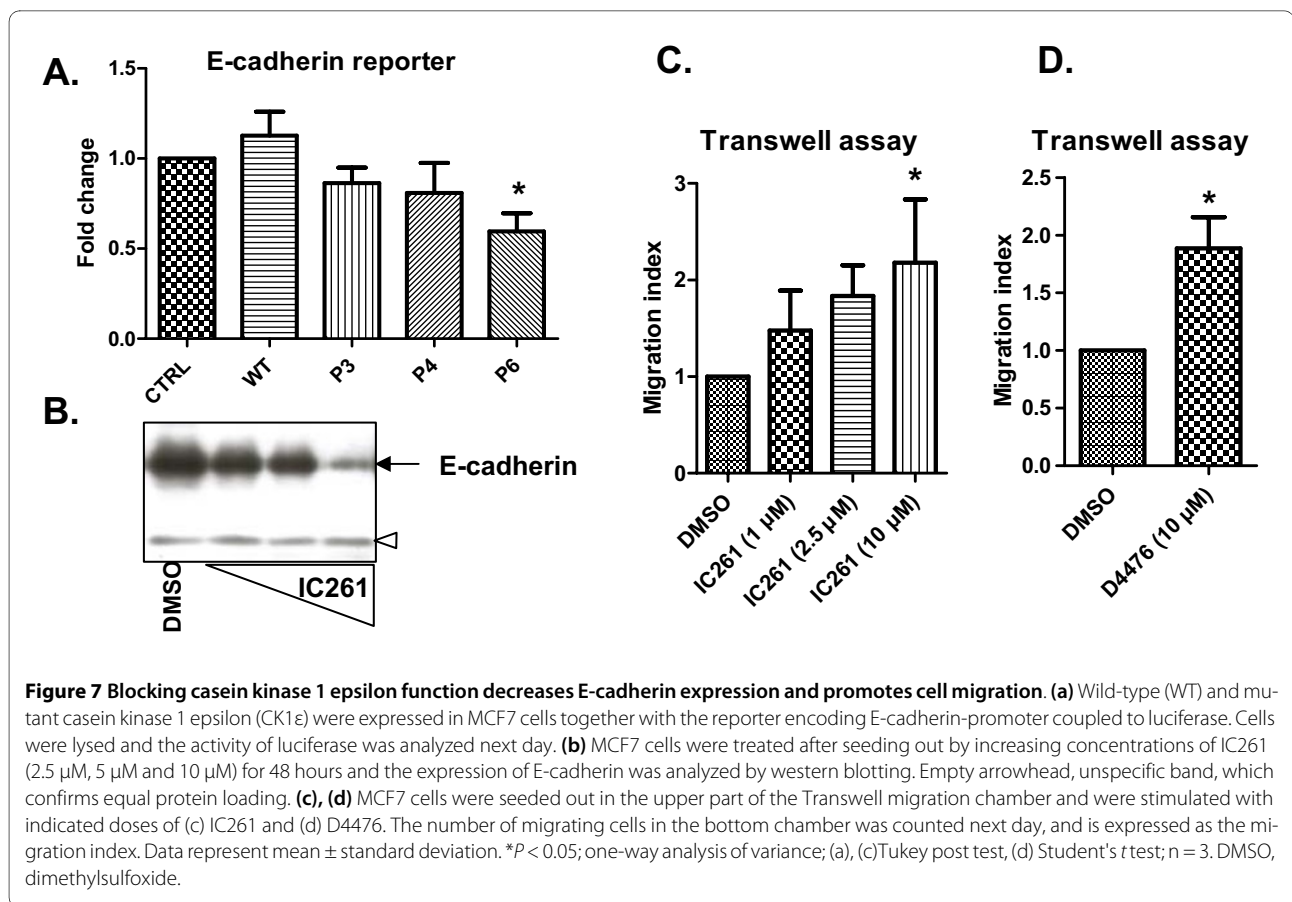 A.
E-cadherin reporter
Fold change
1.5
1.0
0.5
0.0
CTRL
WT
P3
P4
P6
*
B.
E-cadherin
DMSO
IC261
C.
Transwell assay
Migration index
3
2
1
0
*
DMSO
IC261 (1 µM)
IC261 (2.5 µM)
IC261 (10 µM)
D.
Transwell assay
Migration index
2.5
2.0
1.5
1.0
0.5
0.0
*
DMSO
D4476 (10 µM)
Figure 7 Blocking casein kinase 1 epsilon function decreases E-cadherin expression and promotes cell migration. (a) Wild-type (WT) and mu-
tant casein kinase 1 epsilon (CK1ε) were expressed in MCF7 cells together with the reporter encoding E-cadherin-promoter coupled to luciferase. Cells
were lysed and the activity of luciferase was analyzed next day. (b) MCF7 cells were treated after seeding out by increasing concentrations of IC261
(2.5 µM, 5 µM and 10 µM) for 48 hours and the expression of E-cadherin was analyzed by western blotting. Empty arrowhead, unspecific band, which
confirms equal protein loading. (c), (d) MCF7 cells were seeded out in the upper part of the Transwell migration chamber and were stimulated with
indicated doses of (c) IC261 and (d) D4476. The number of migrating cells in the bottom chamber was counted next day, and is expressed as the mi-
gration index. Data represent mean ± standard deviation. *P < 0.05; one-way analysis of variance; (a), (c)Tukey post test, (d) Student's t test; n = 3. DMSO,
dimethylsulfoxide.